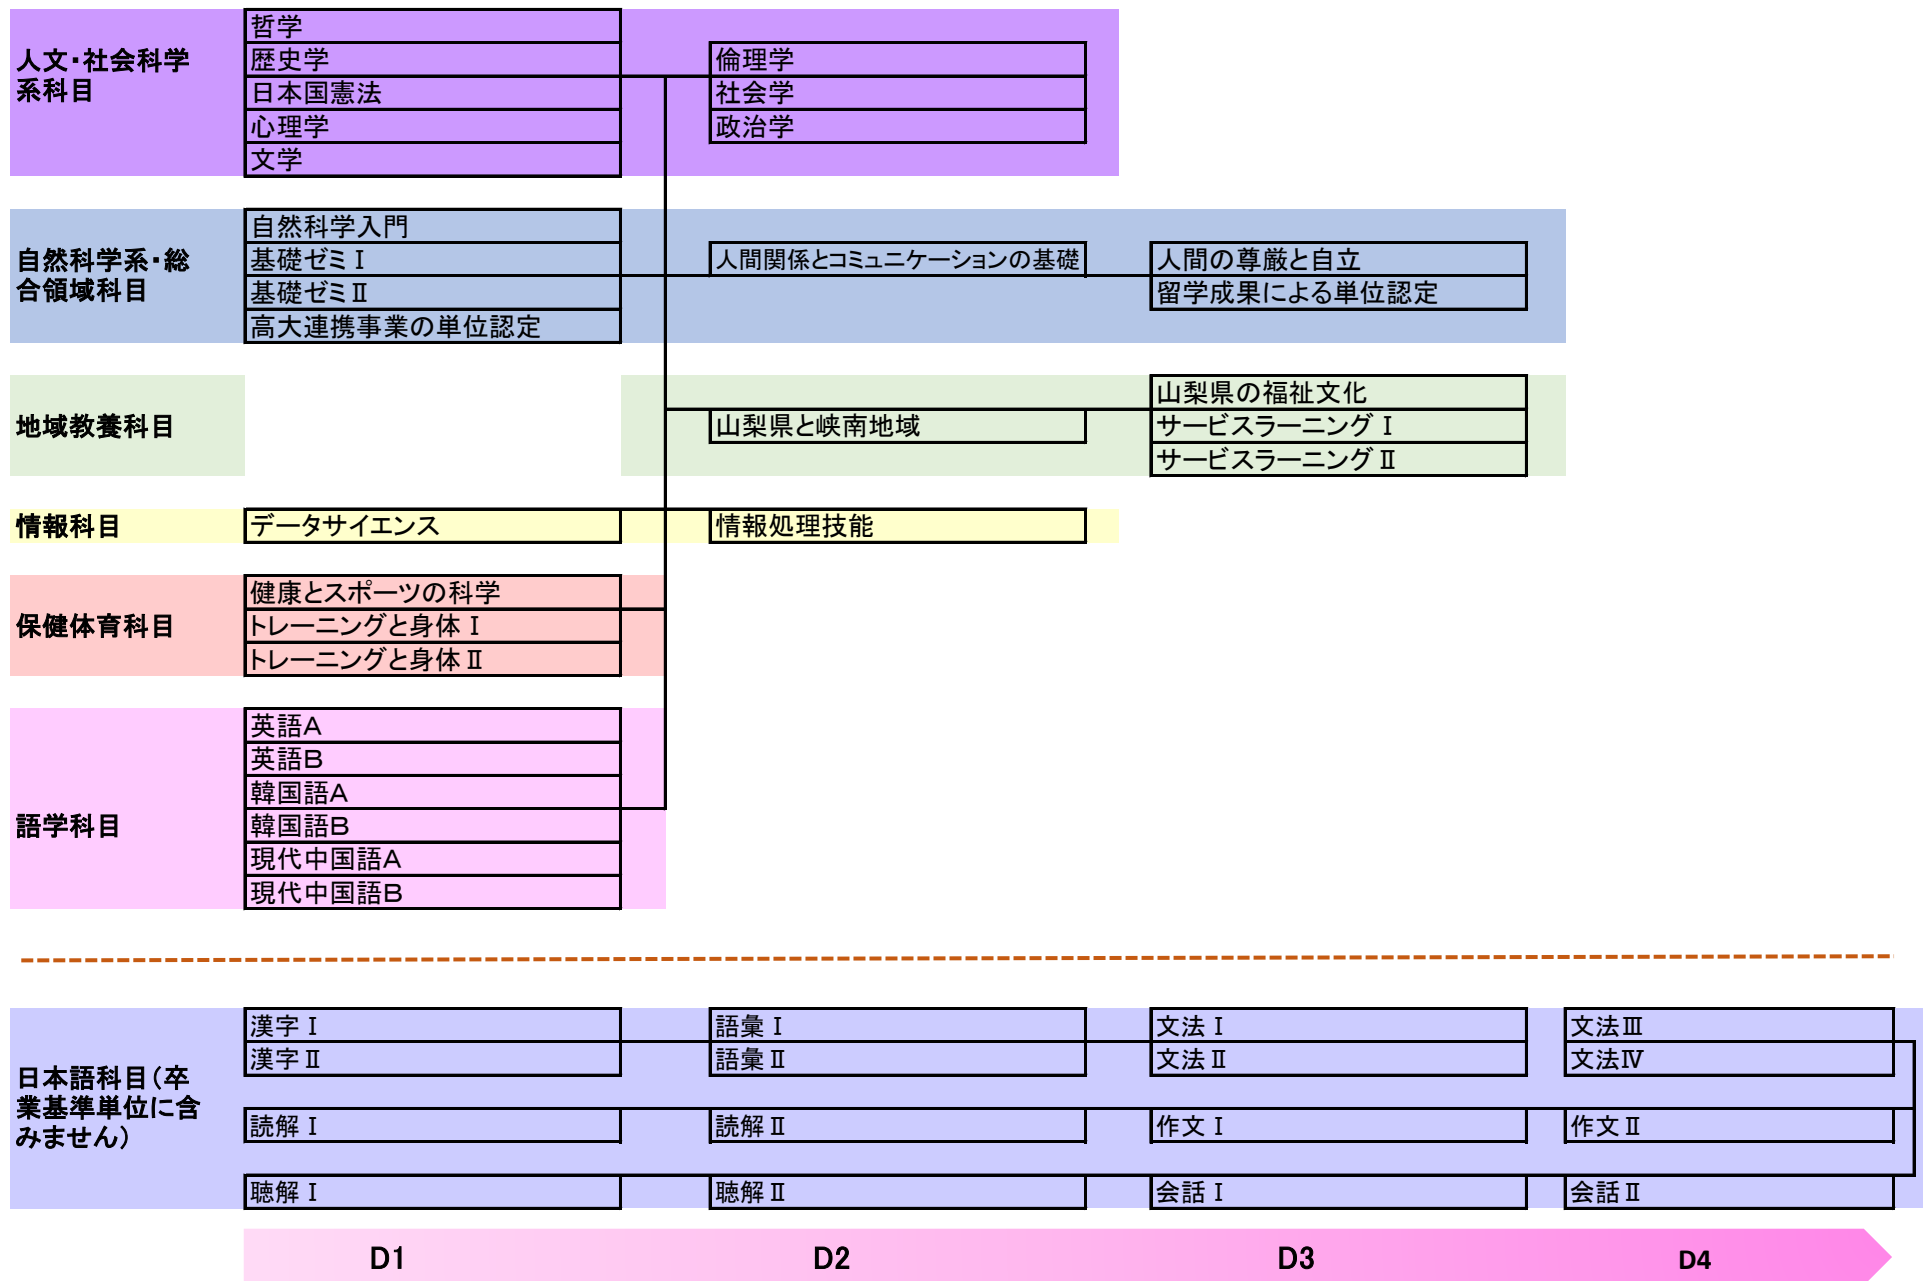 人文・社会科学
系科目
哲学
歴史学
日本国憲法
心理学
文学
倫理学
社会学
政治学
自然科学系・総
合領域科目
自然科学入門
基礎ゼミⅠ
基礎ゼミⅡ
高大連携事業の単位認定
人間関係とコミュニケーションの基礎
人間の尊厳と自立
留学成果による単位認定
地域教養科目
山梨県と峡南地域
山梨県の福祉文化
サービスラーニングⅠ
サービスラーニングⅡ
情報科目
データサイエンス
情報処理技能
保健体育科目
健康とスポーツの科学
トレーニングと身体Ⅰ
トレーニングと身体Ⅱ
語学科目
英語A
英語B
韓国語A
韓国語B
現代中国語A
現代中国語B
日本語科目(卒
業基準単位に含
みません)
漢字Ⅰ
漢字Ⅱ
語彙Ⅰ
語彙Ⅱ
文法Ⅰ
文法Ⅱ
文法Ⅲ
文法Ⅳ
読解Ⅰ
読解Ⅱ
作文Ⅰ
作文Ⅱ
聴解Ⅰ
聴解Ⅱ
会話Ⅰ
会話Ⅱ
D1
D2
D3
D4